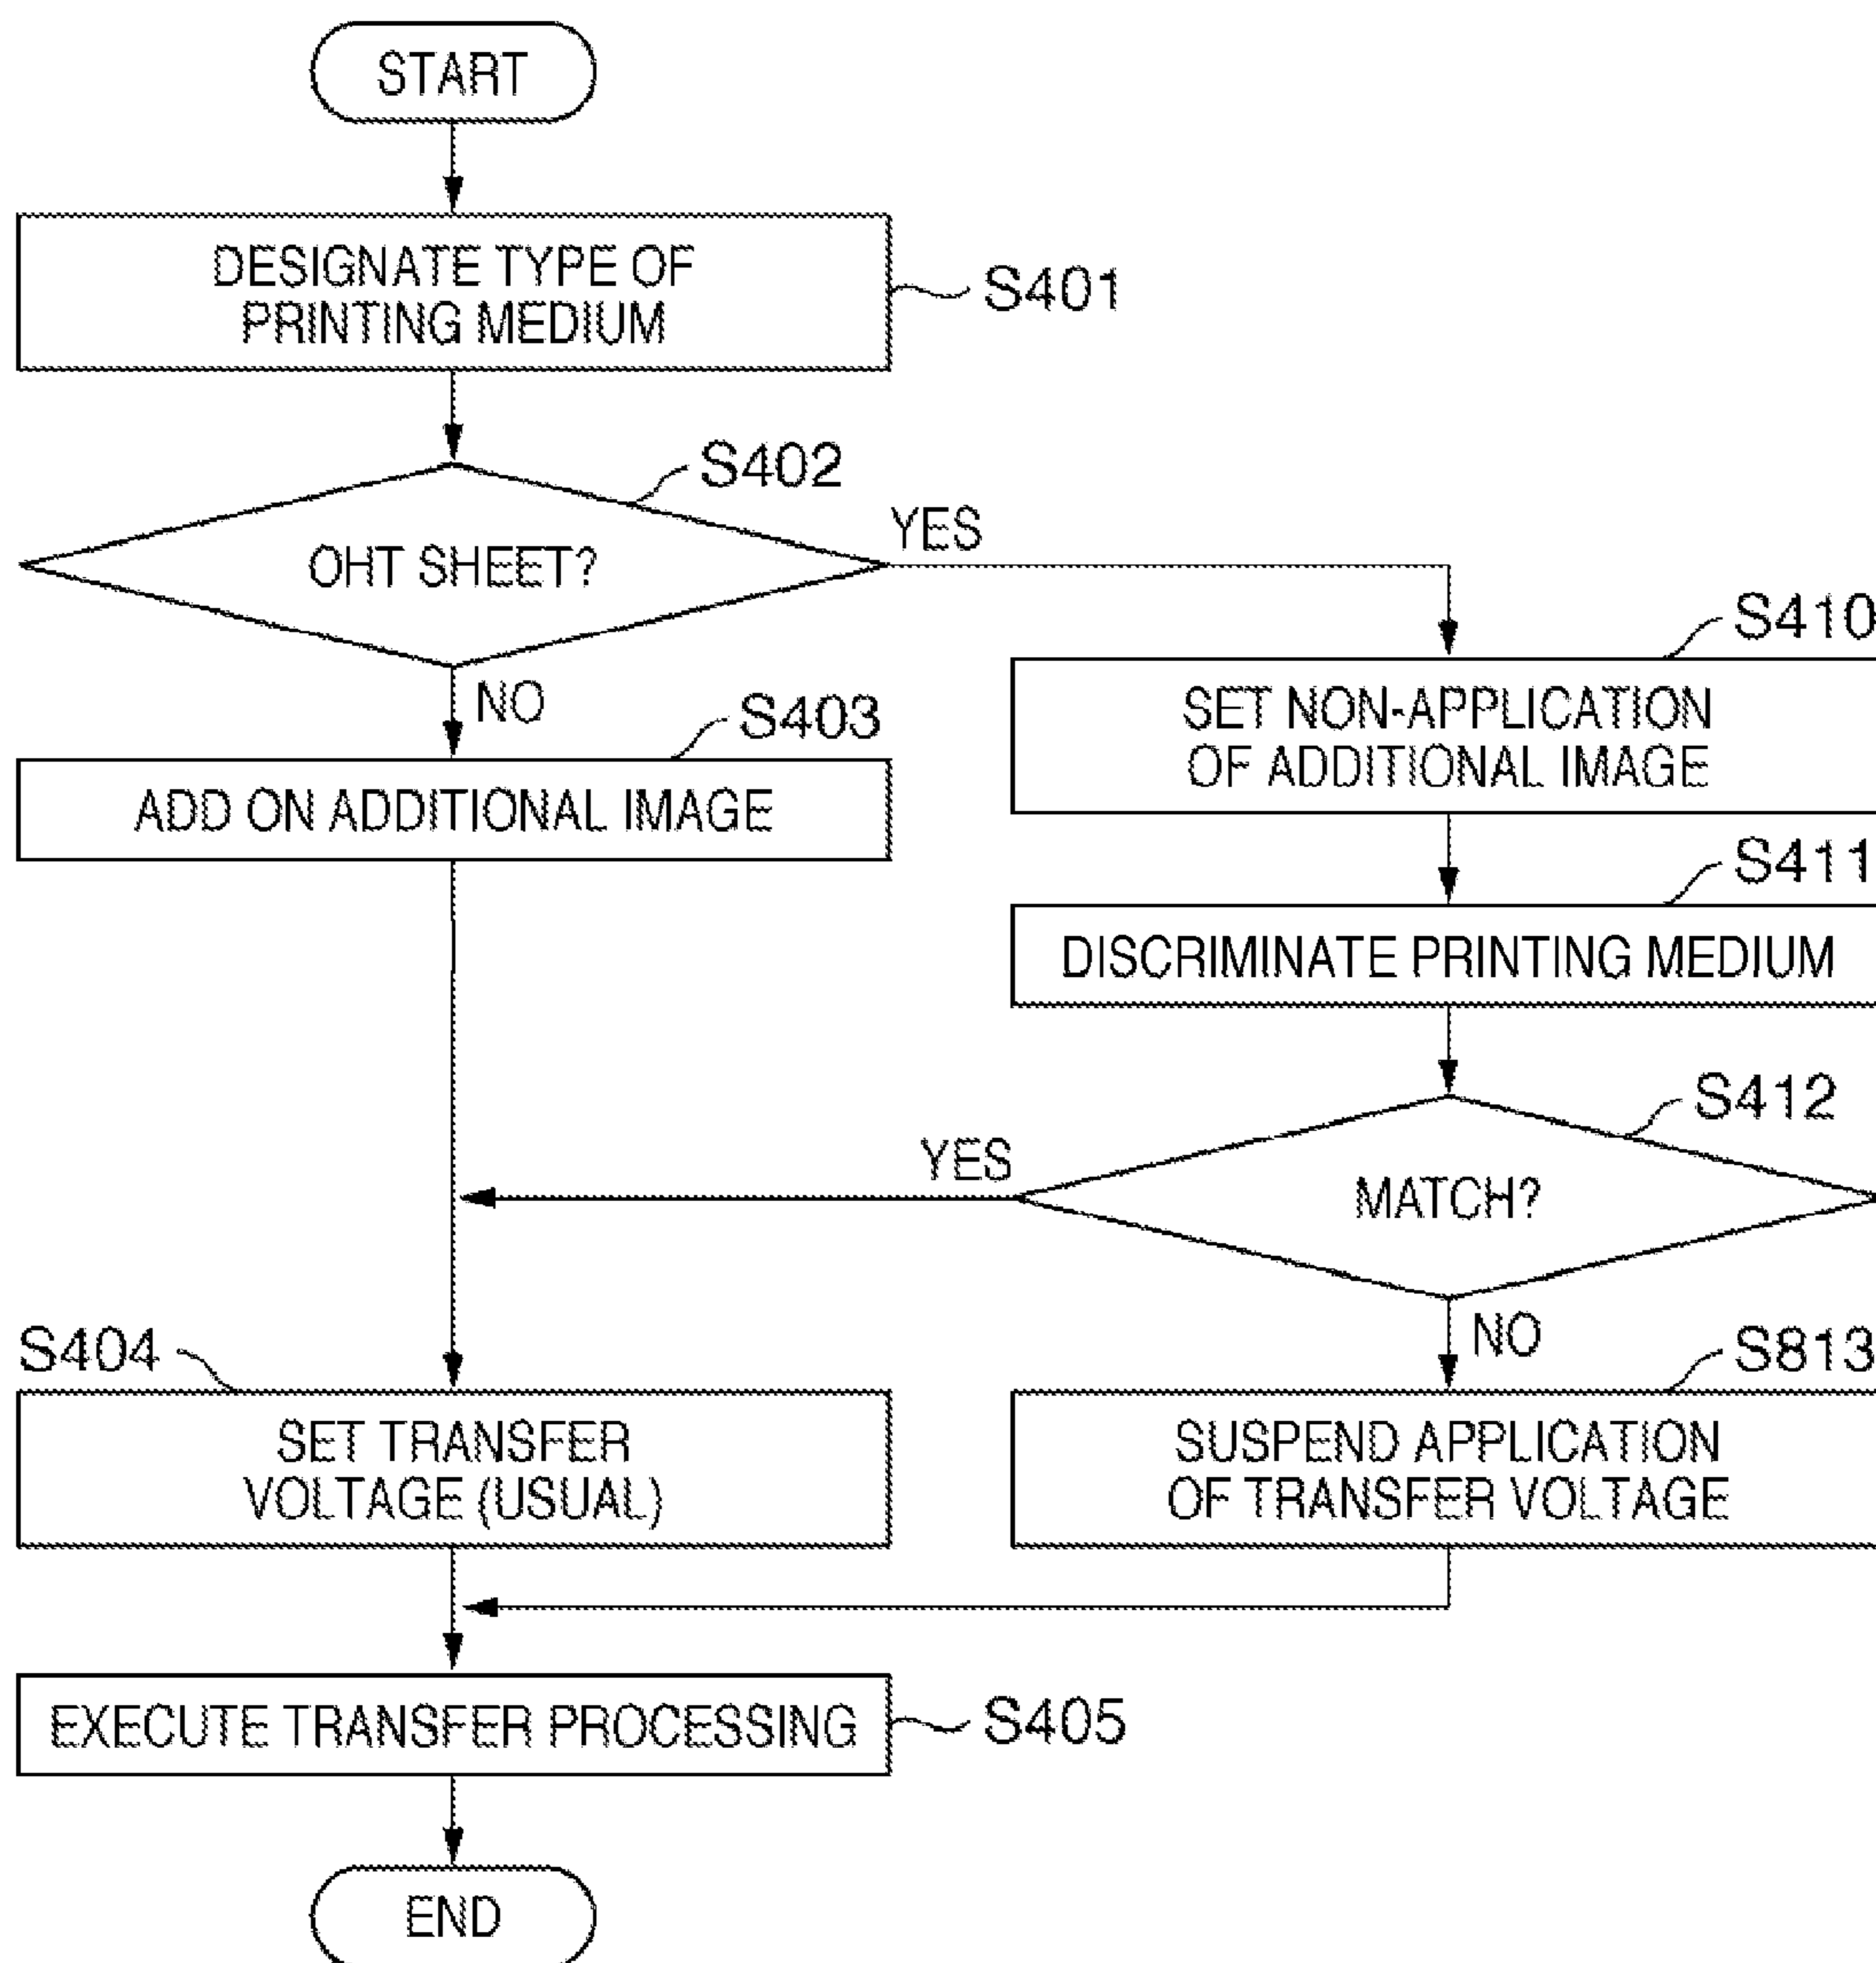 START
DESIGNATE TYPE OF
PRINTING MEDIUM
S401
S402
OHT SHEET?
YES
NO
S403
ADD ON ADDITIONAL IMAGE
S410
SET NON-APPLICATION
OF ADDITIONAL IMAGE
S411
DISCRIMINATE PRINTING MEDIUM
S412
MATCH?
YES
NO
S404
SET TRANSFER
VOLTAGE (USUAL)
S813
SUSPEND APPLICATION
OF TRANSFER VOLTAGE
EXECUTE TRANSFER PROCESSING
S405
END